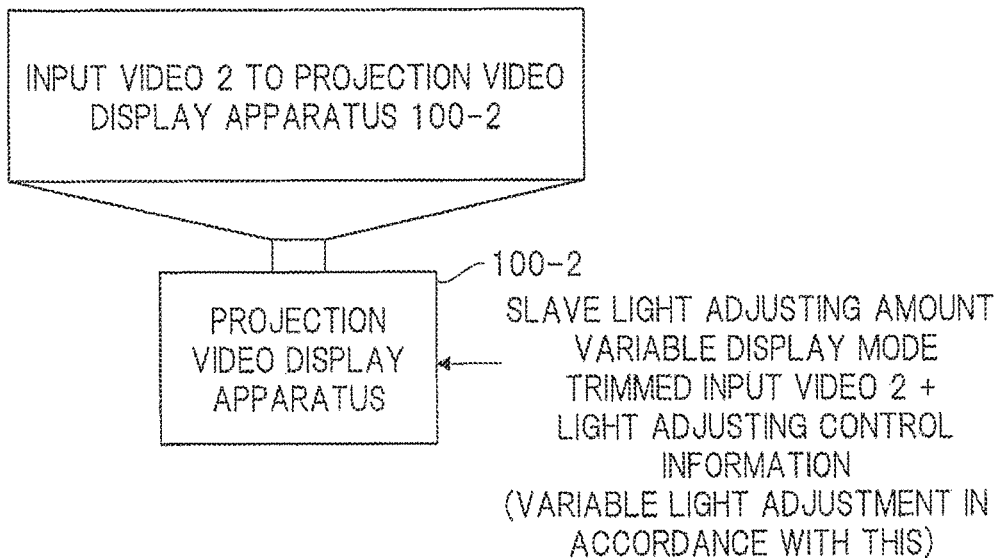 INPUT VIDEO 2 TO PROJECTION VIDEO
DISPLAY APPARATUS 100-2
100-2
PROJECTION
VIDEO DISPLAY
APPARATUS
SLAVE LIGHT ADJUSTING AMOUNT
VARIABLE DISPLAY MODE
TRIMMED INPUT VIDEO 2 +
LIGHT ADJUSTING CONTROL
INFORMATION
(VARIABLE LIGHT ADJUSTMENT IN
ACCORDANCE WITH THIS)